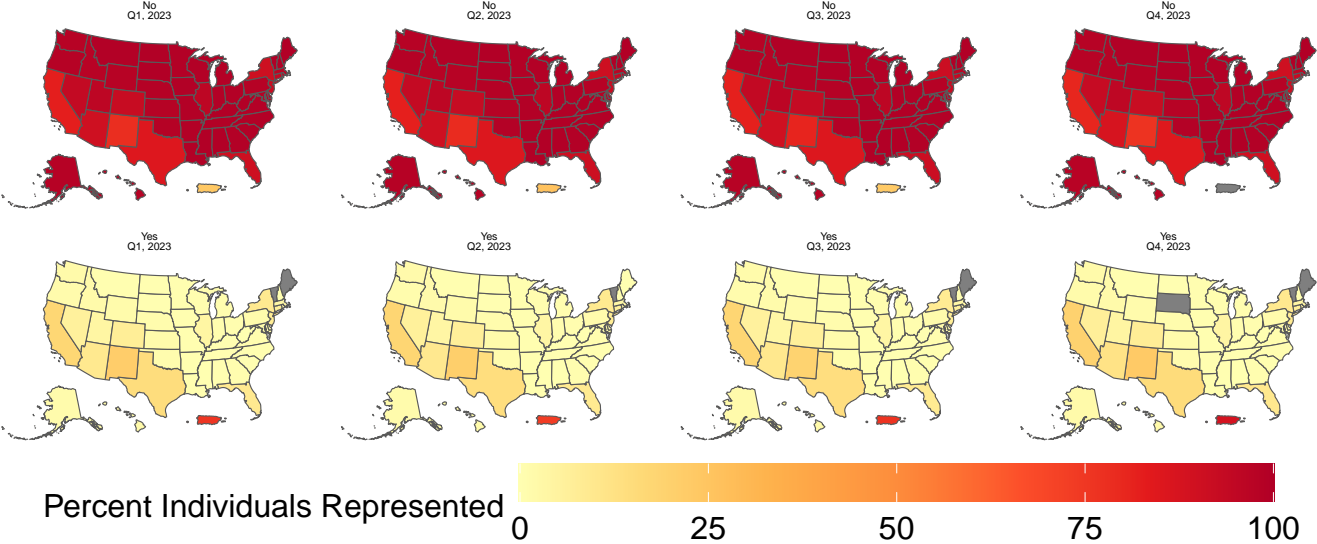 No
Q1, 2023
No
Q2, 2023
No
Q3, 2023
No
Q4, 2023
Yes
Q1, 2023
Yes
Q2, 2023
Yes
Q3, 2023
Yes
Q4, 2023
Percent Individuals Represented
0 25 50 75 100